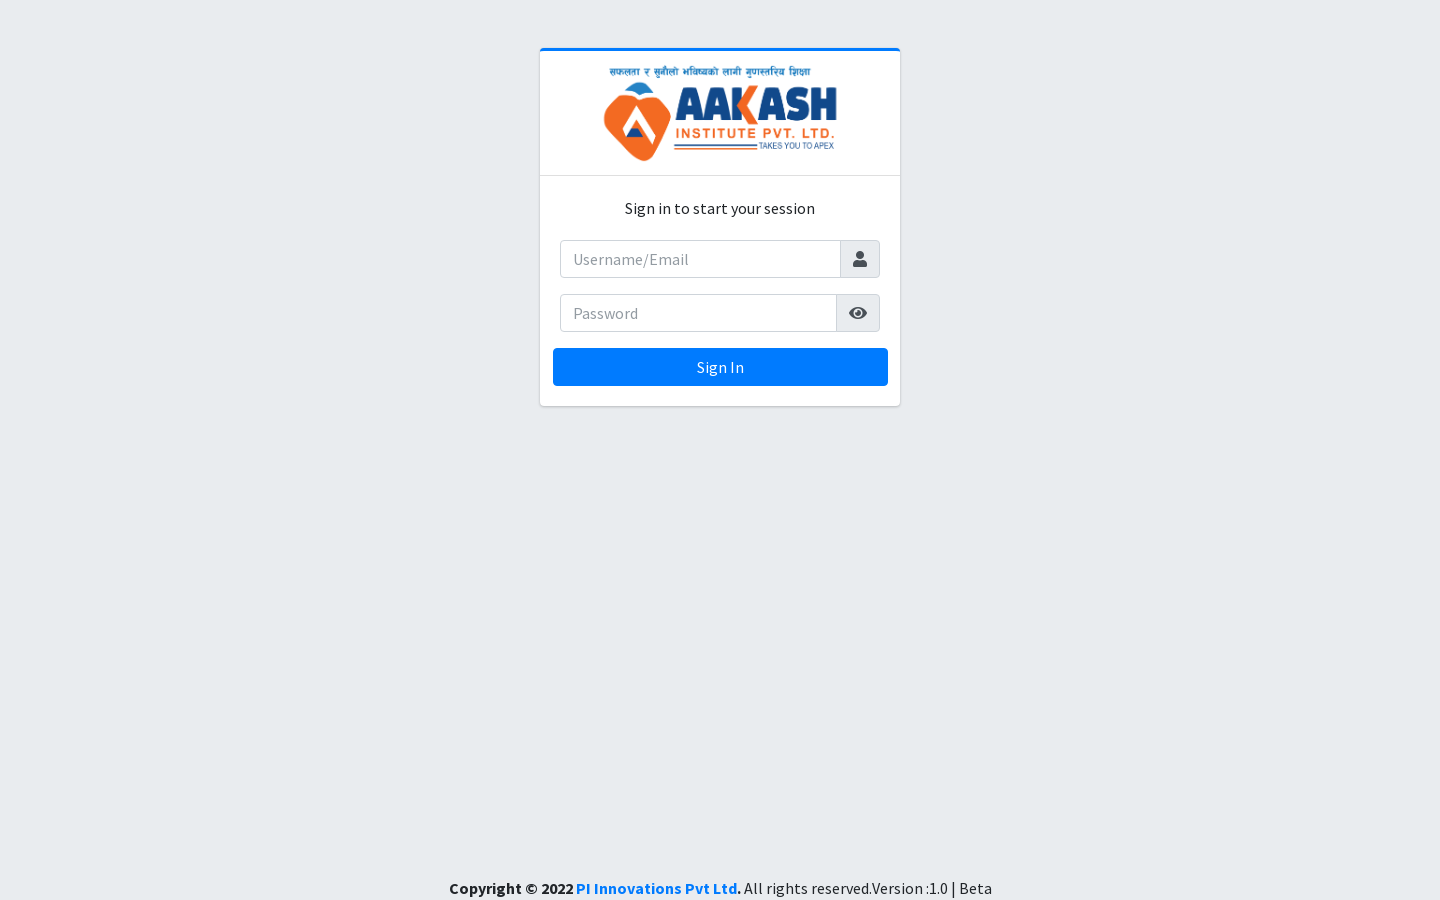 सफलता र सुनौलो भविष्यको लागी गुणस्तरिय शिक्षा
AAKASH
INSTITUTE PVT. LTD.
TAKES YOU TO APEX
Sign in to start your session
Username/Email
Password
Sign In
Copyright © 2022 PI Innovations Pvt Ltd. All rights reserved.Version :1.0 | Beta